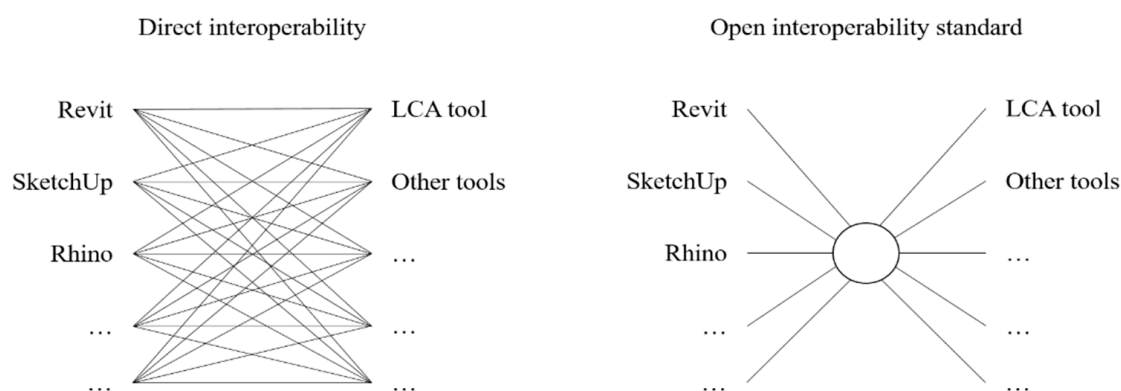 Direct interoperability
Revit
SketchUp
Rhino
…
…
LCA tool
Other tools
…
…
…
Open interoperability standard
Revit
SketchUp
Rhino
…
…
LCA tool
Other tools
…
…
…